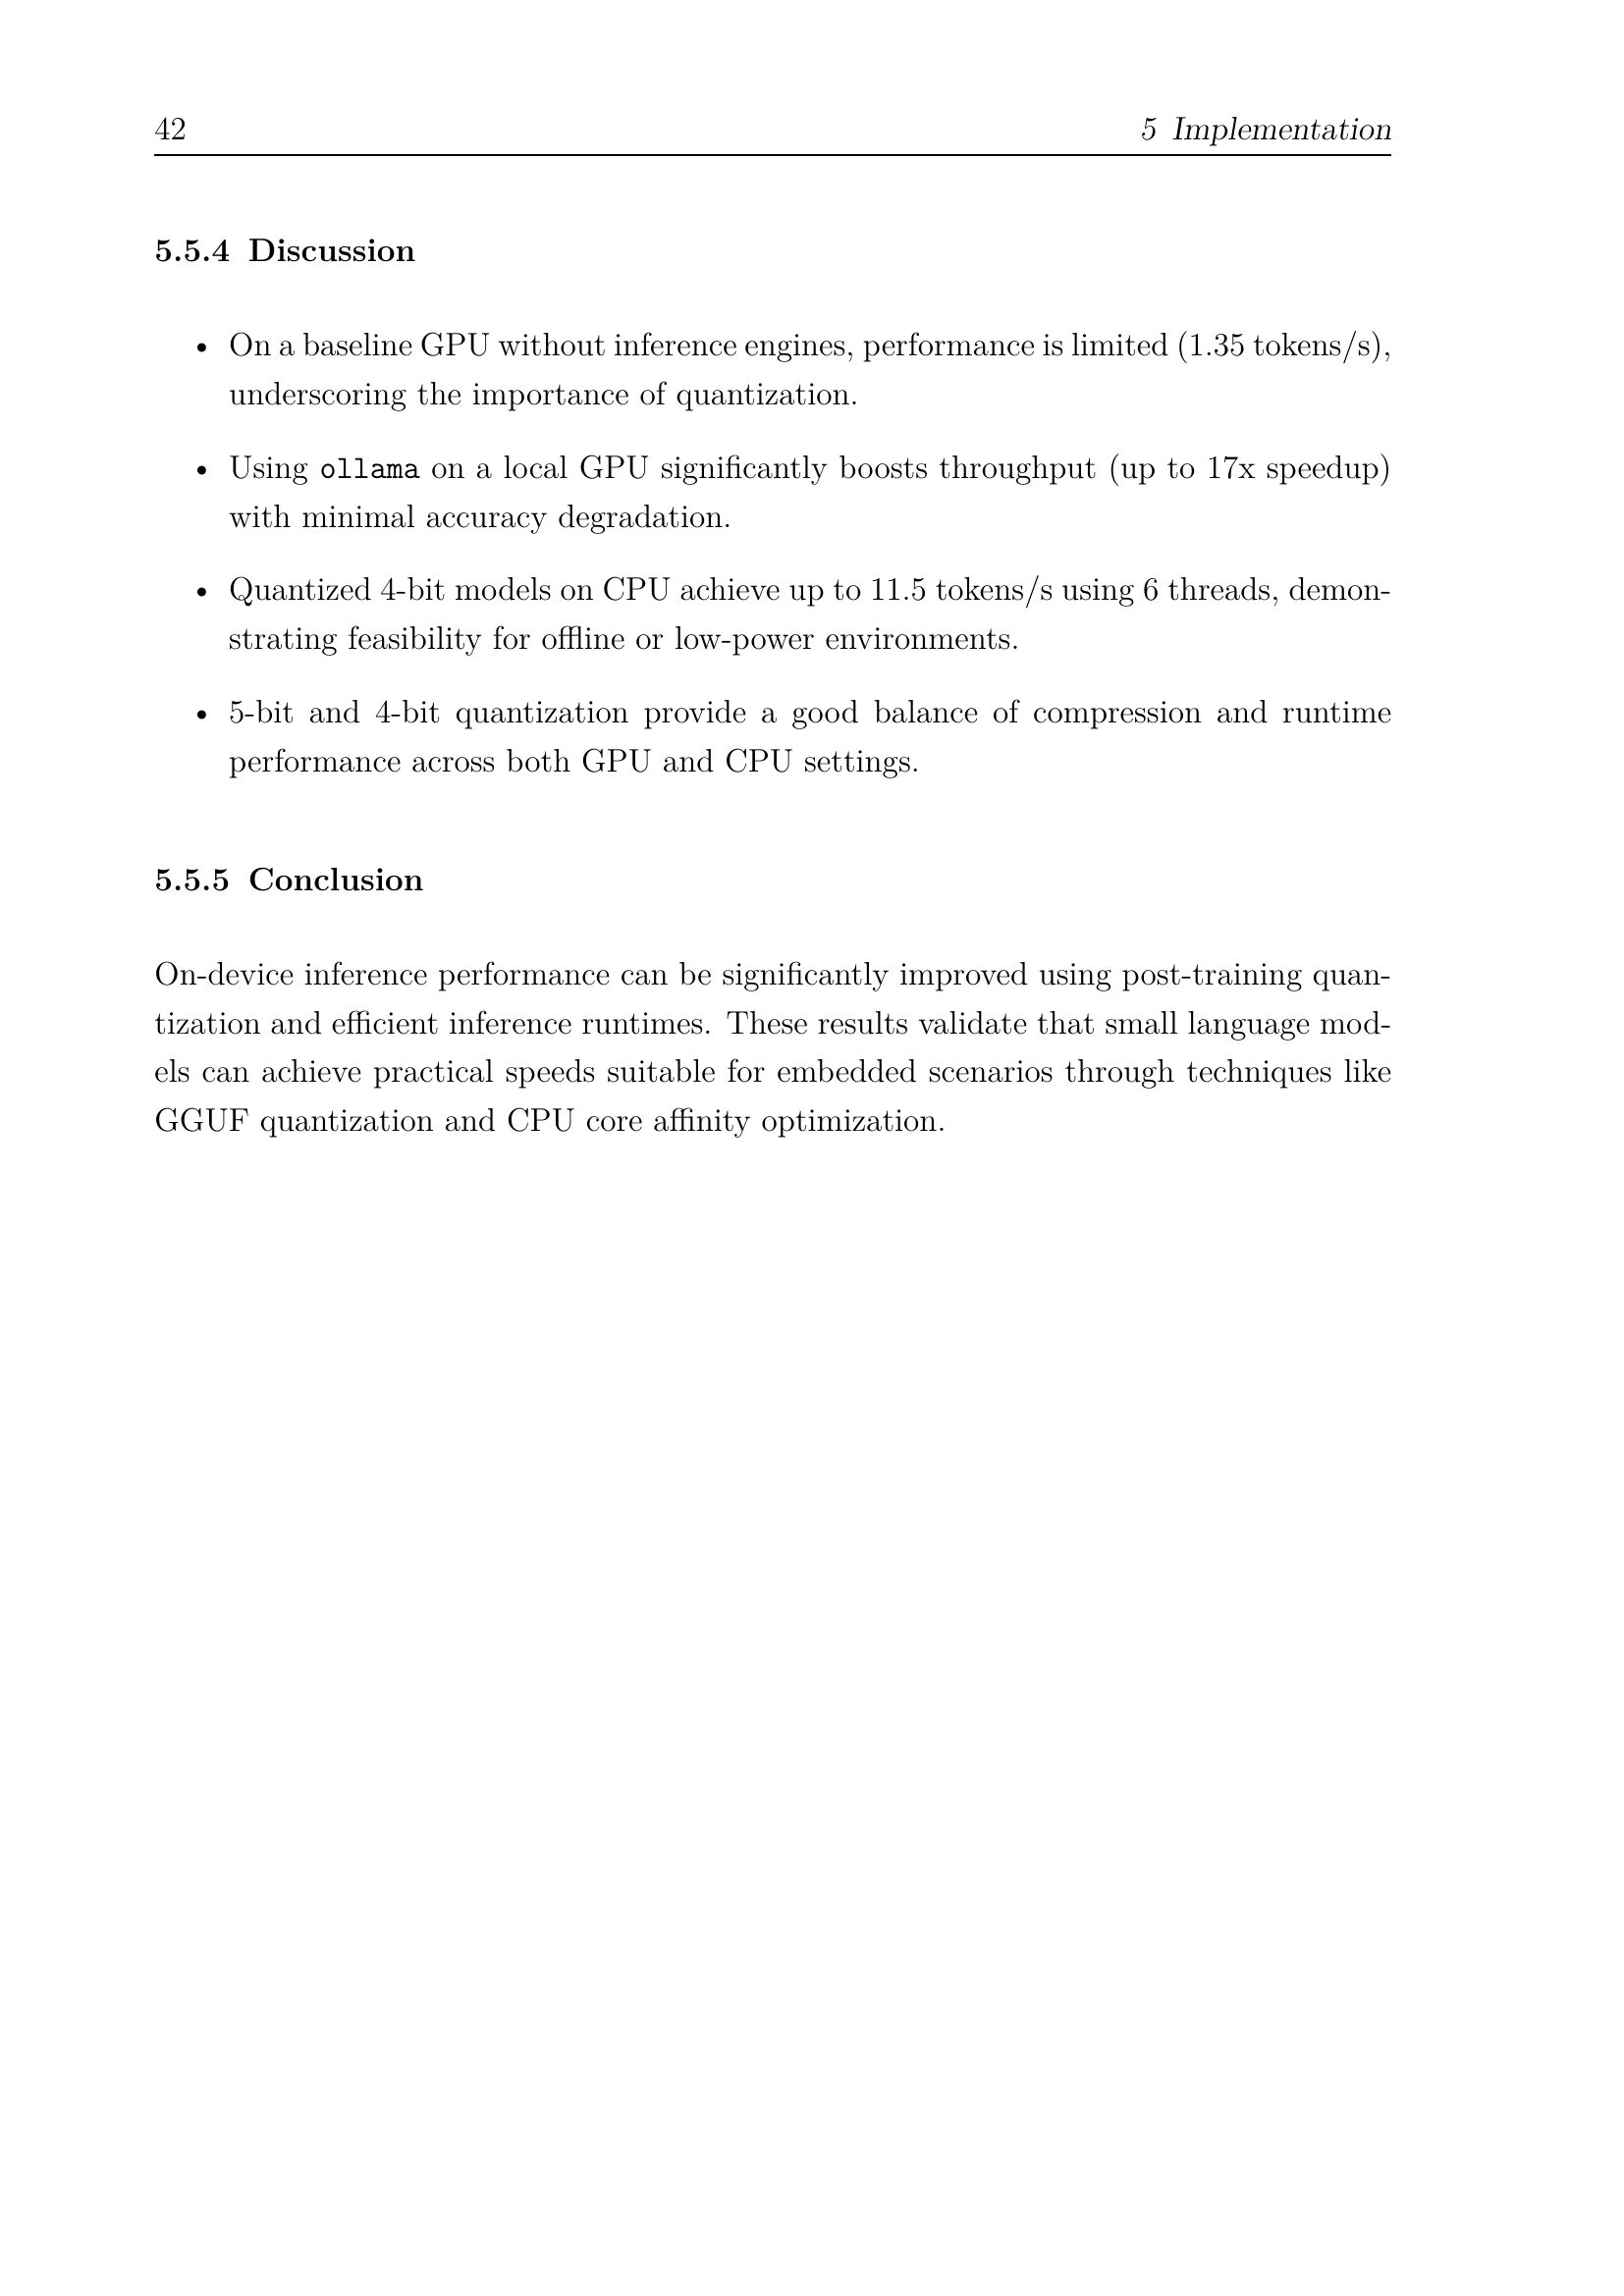 42 5 Implementation
5.5.4 Discussion
• On a baseline GPU without inference engines, performance is limited (1.35 tokens/s),
underscoring the importance of quantization.
• Using ollama on a local GPU significantly boosts throughput (up to 17x speedup)
with minimal accuracy degradation.
• Quantized 4-bit models on CPU achieve up to 11.5 tokens/s using 6 threads, demon-
strating feasibility for offline or low-power environments.
• 5-bit and 4-bit quantization provide a good balance of compression and runtime
performance across both GPU and CPU settings.
5.5.5 Conclusion
On-device inference performance can be significantly improved using post-training quan-
tization and efficient inference runtimes. These results validate that small language mod-
els can achieve practical speeds suitable for embedded scenarios through techniques like
GGUF quantization and CPU core affinity optimization.